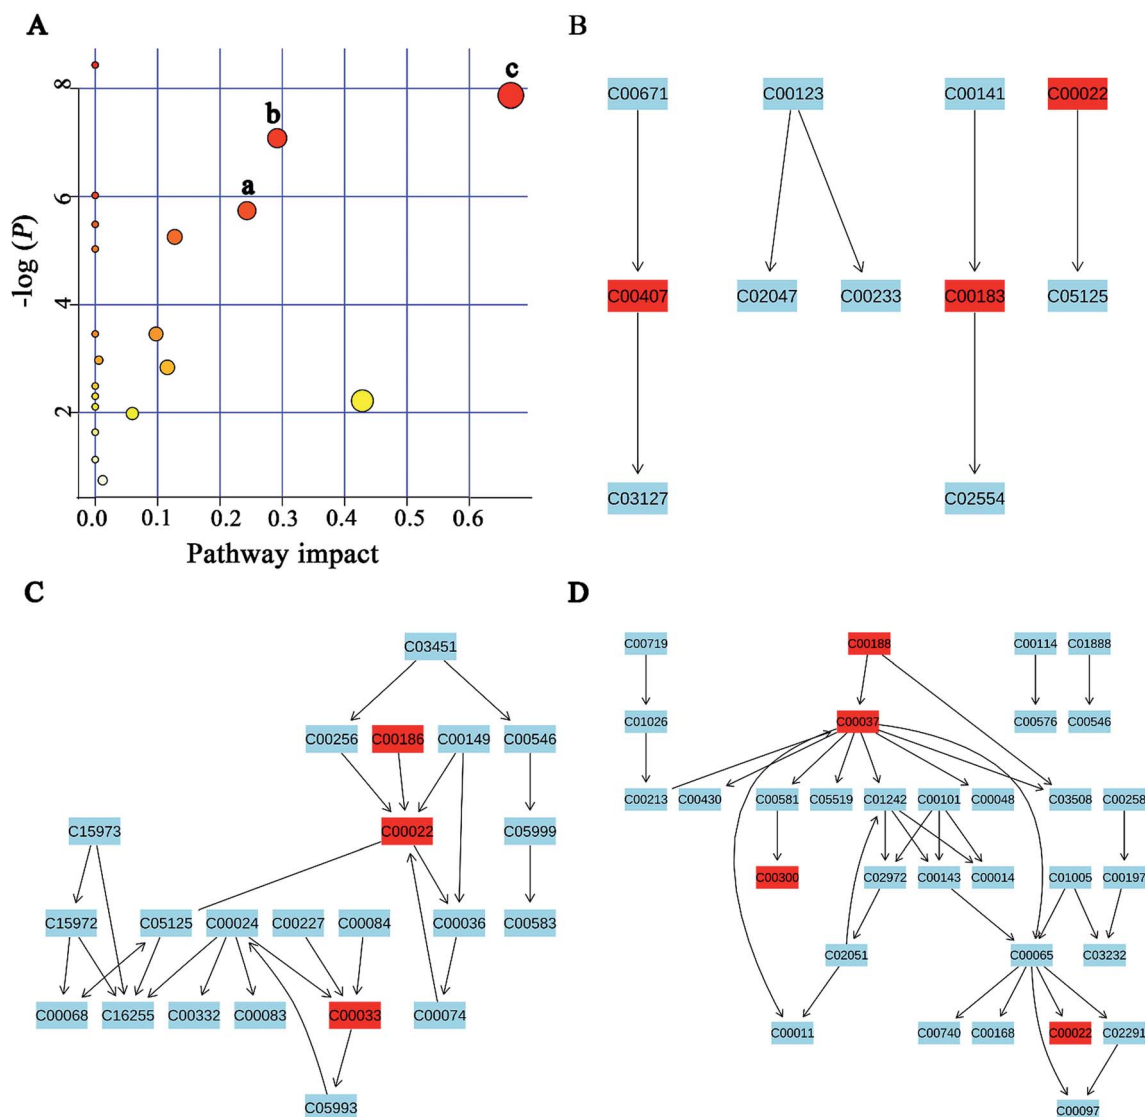 A
B
c
b
a
8
6
4
2
-log (P)
0.0 0.1 0.2 0.3 0.4 0.5 0.6
Pathway impact
C00671 C00123 C00141 C00022
C00407 C02047 C00233 C00183 C05125
C03127 C02554
C
D
C03451
C00256 C00186 C00149 C00546
C15973 C00022 C05999
C15972 C05125 C00024 C00227 C00084 C00036 C00583
C00068 C16255 C00332 C00083 C00033 C00074
C05993
C00719 C00188 C00114 C01888
C01026 C00037 C00576 C00546
C00213 C00430 C00581 C05519 C01242 C00101 C00048 C03508 C00258
C00300 C02972 C00143 C00014 C01005 C00197
C02051 C00065 C03232
C00011 C00740 C00168 C00022 C02291
C00097